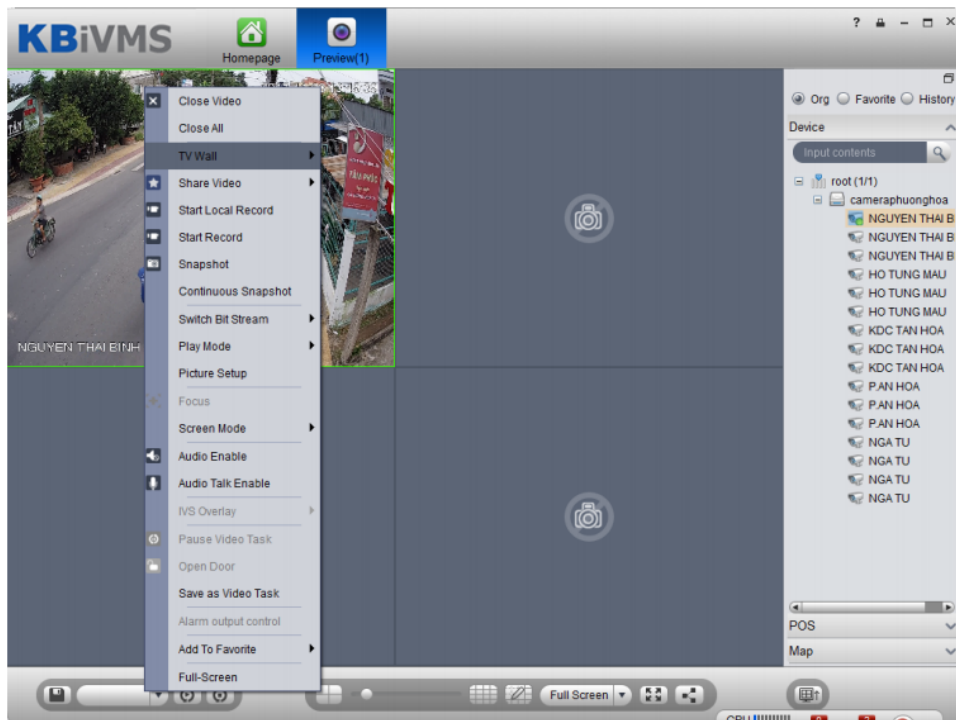 KBiVMS
Homepage
Preview(1)
?
Org Favorite History
Device
Input contents
root (1/1)
cameraphuonghoa
NGUYEN THAI B
NGUYEN THAI B
NGUYEN THAI B
HO TUNG MAU
HO TUNG MAU
HO TUNG MAU
KDC TAN HOA
KDC TAN HOA
KDC TAN HOA
P.AN HOA
P.AN HOA
P.AN HOA
NGA TU
NGA TU
NGA TU
NGA TU
POS
Map
Close Video
Close All
TV Wall
Share Video
Start Local Record
Start Record
Snapshot
Continuous Snapshot
Switch Bit Stream
Play Mode
Picture Setup
Focus
Screen Mode
Audio Enable
Audio Talk Enable
IVS Overlay
Pause Video Task
Open Door
Save as Video Task
Alarm output control
Add To Favorite
Full-Screen
NGUYEN THAI BINH
Full Screen
CPU